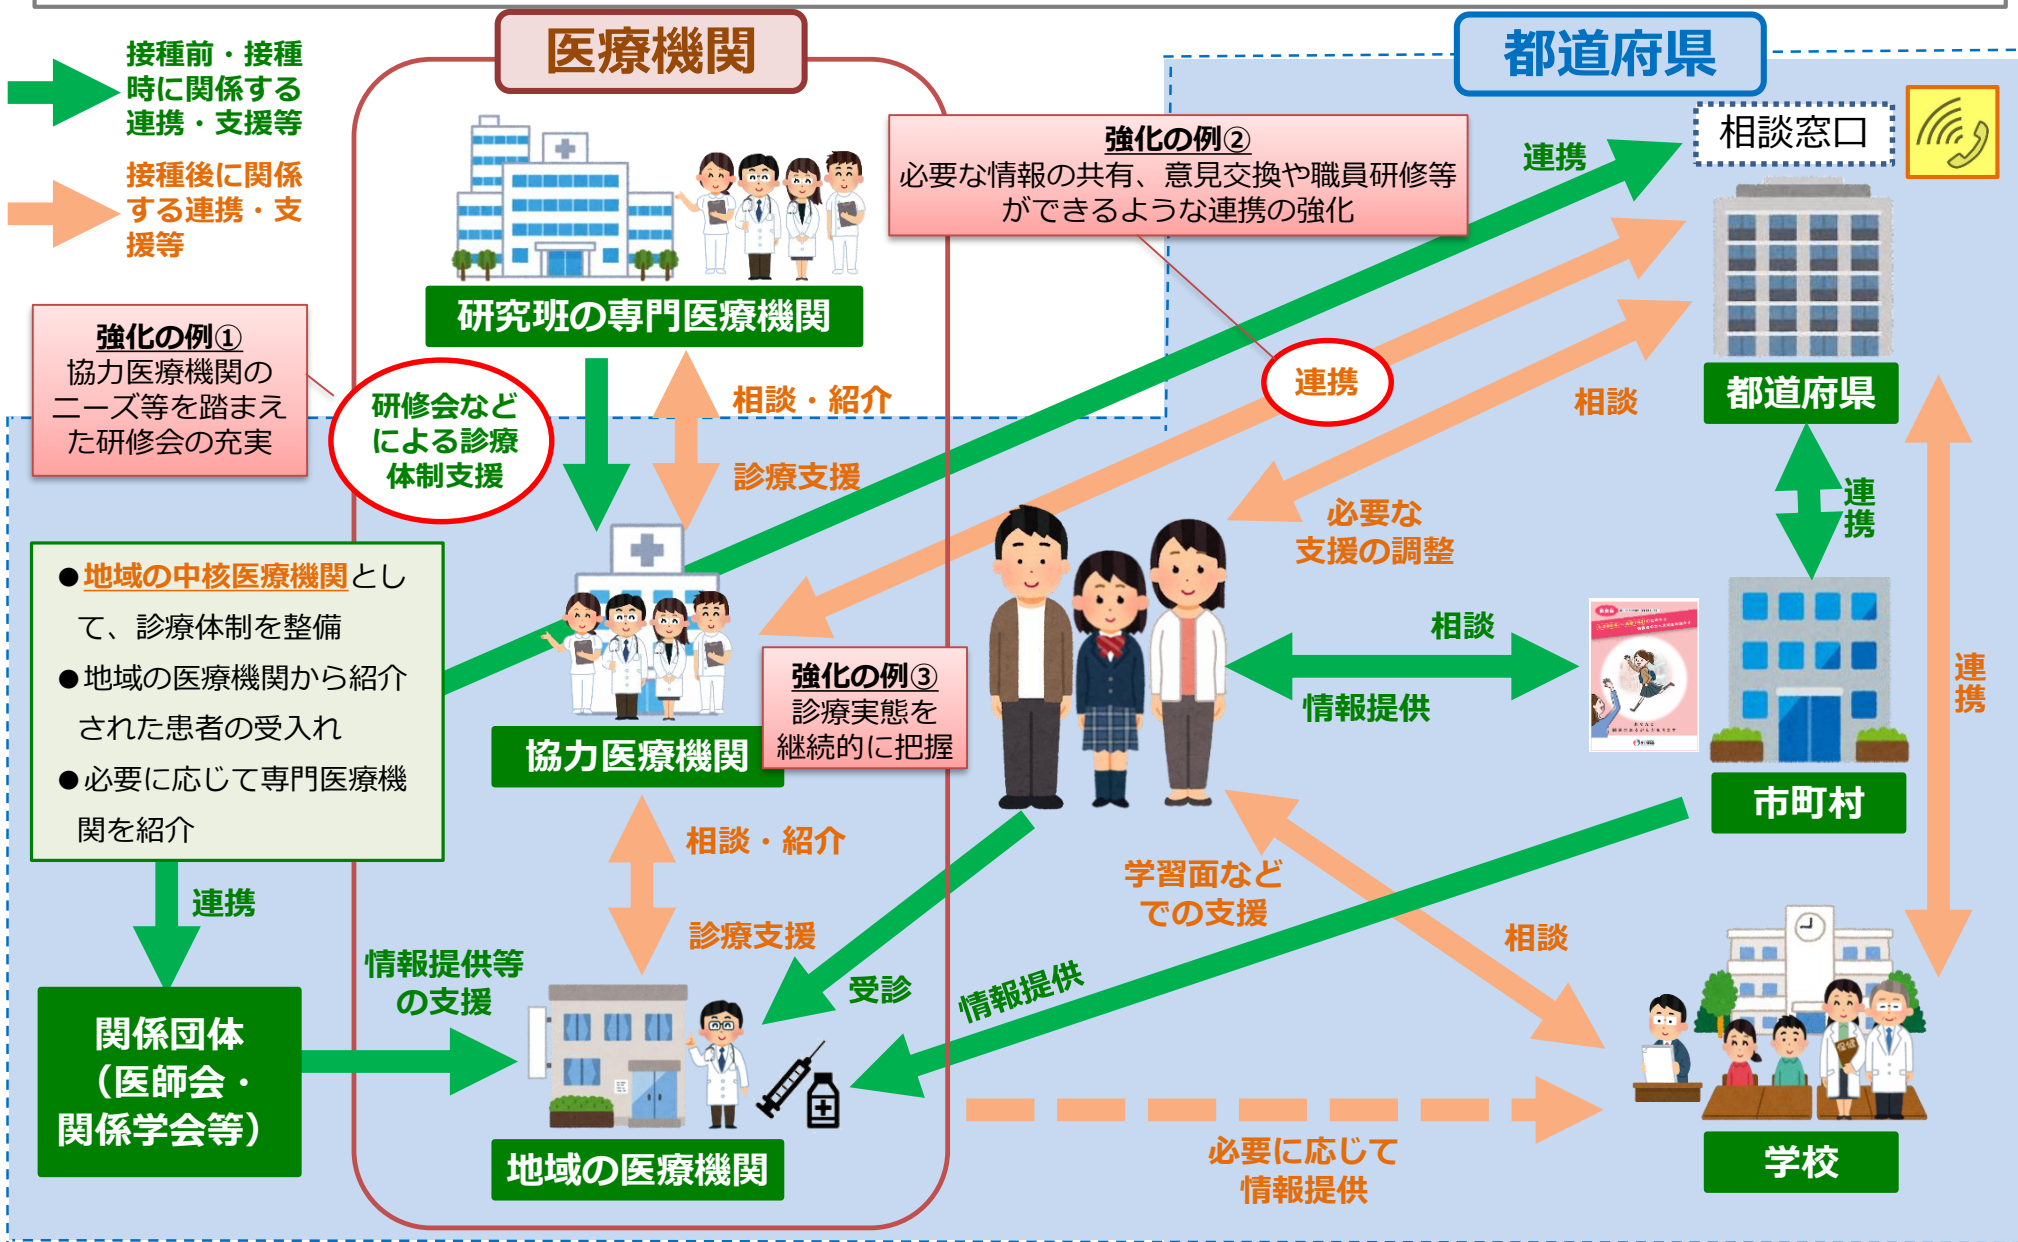 接種前・接種
時に関係する
連携・支援等
接種後に関係
する連携・支
援等
医療機関
都道府県
相談窓口
強化の例②
必要な情報の共有、意見交換や職員研修等
ができるような連携の強化
連携
研究班の専門医療機関
強化の例①
協力医療機関の
ニーズ等を踏まえ
た研修会の充実
研修会など
による診療
体制支援
相談・紹介
診療支援
連携
相談
都道府県
必要な
支援の調整
連携
連携
●地域の中核医療機関とし
て、診療体制を整備
●地域の医療機関から紹介
された患者の受入れ
●必要に応じて専門医療機
関を紹介
強化の例③
診療実態を
継続的に把握
協力医療機関
相談
情報提供
市町村
相談・紹介
診療支援
連携
情報提供等
の支援
受診
情報提供
学習面など
での支援
相談
関係団体
（医師会・
関係学会等）
地域の医療機関
必要に応じて
情報提供
学校